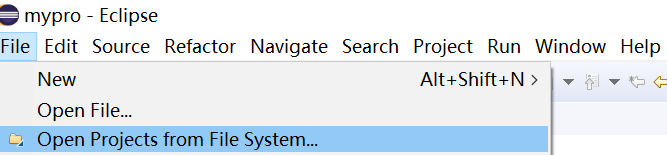 mypro - Eclipse
File Edit Source Refactor Navigate Search Project Run Window Help
New Alt+Shift+N >
Open File...
Open Projects from File System...